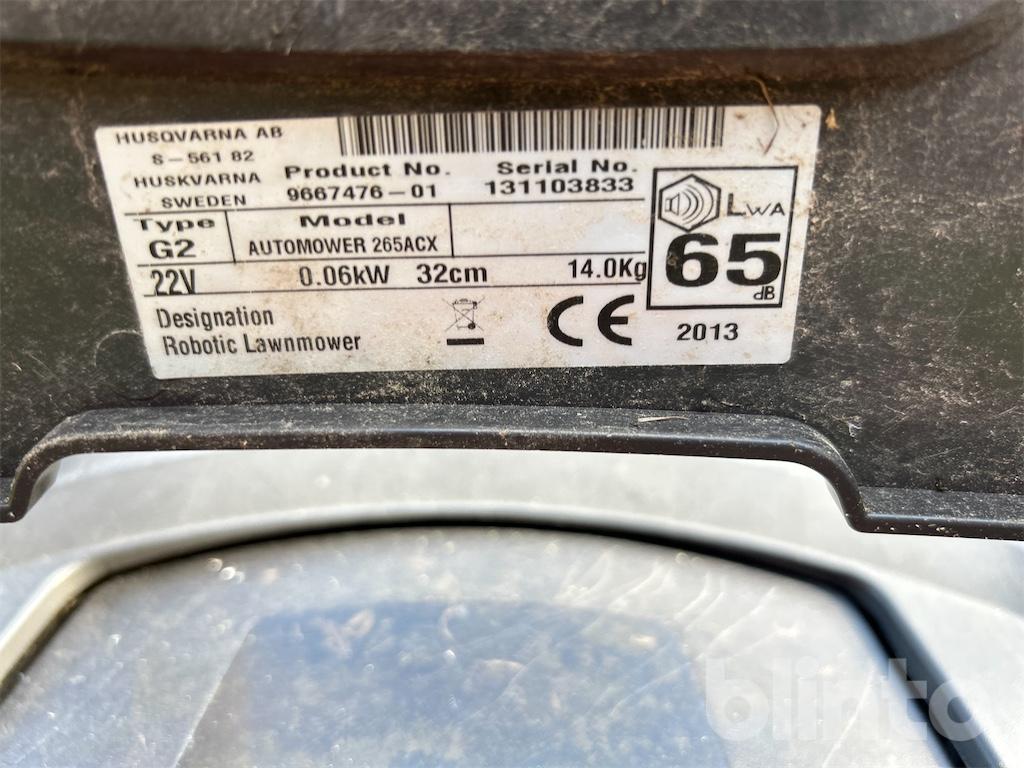 HUSQVARNA AB
S-561 82
HUSKVARNA
SWEDEN
Product No.
9667476-01
Serial No.
131103833
Type
G2
Model
AUTOMOWER 265ACX
22V 0.06kW 32cm 14.0Kg
LWA
65
dB
Designation
Robotic Lawnmower
CE
2013
blinto